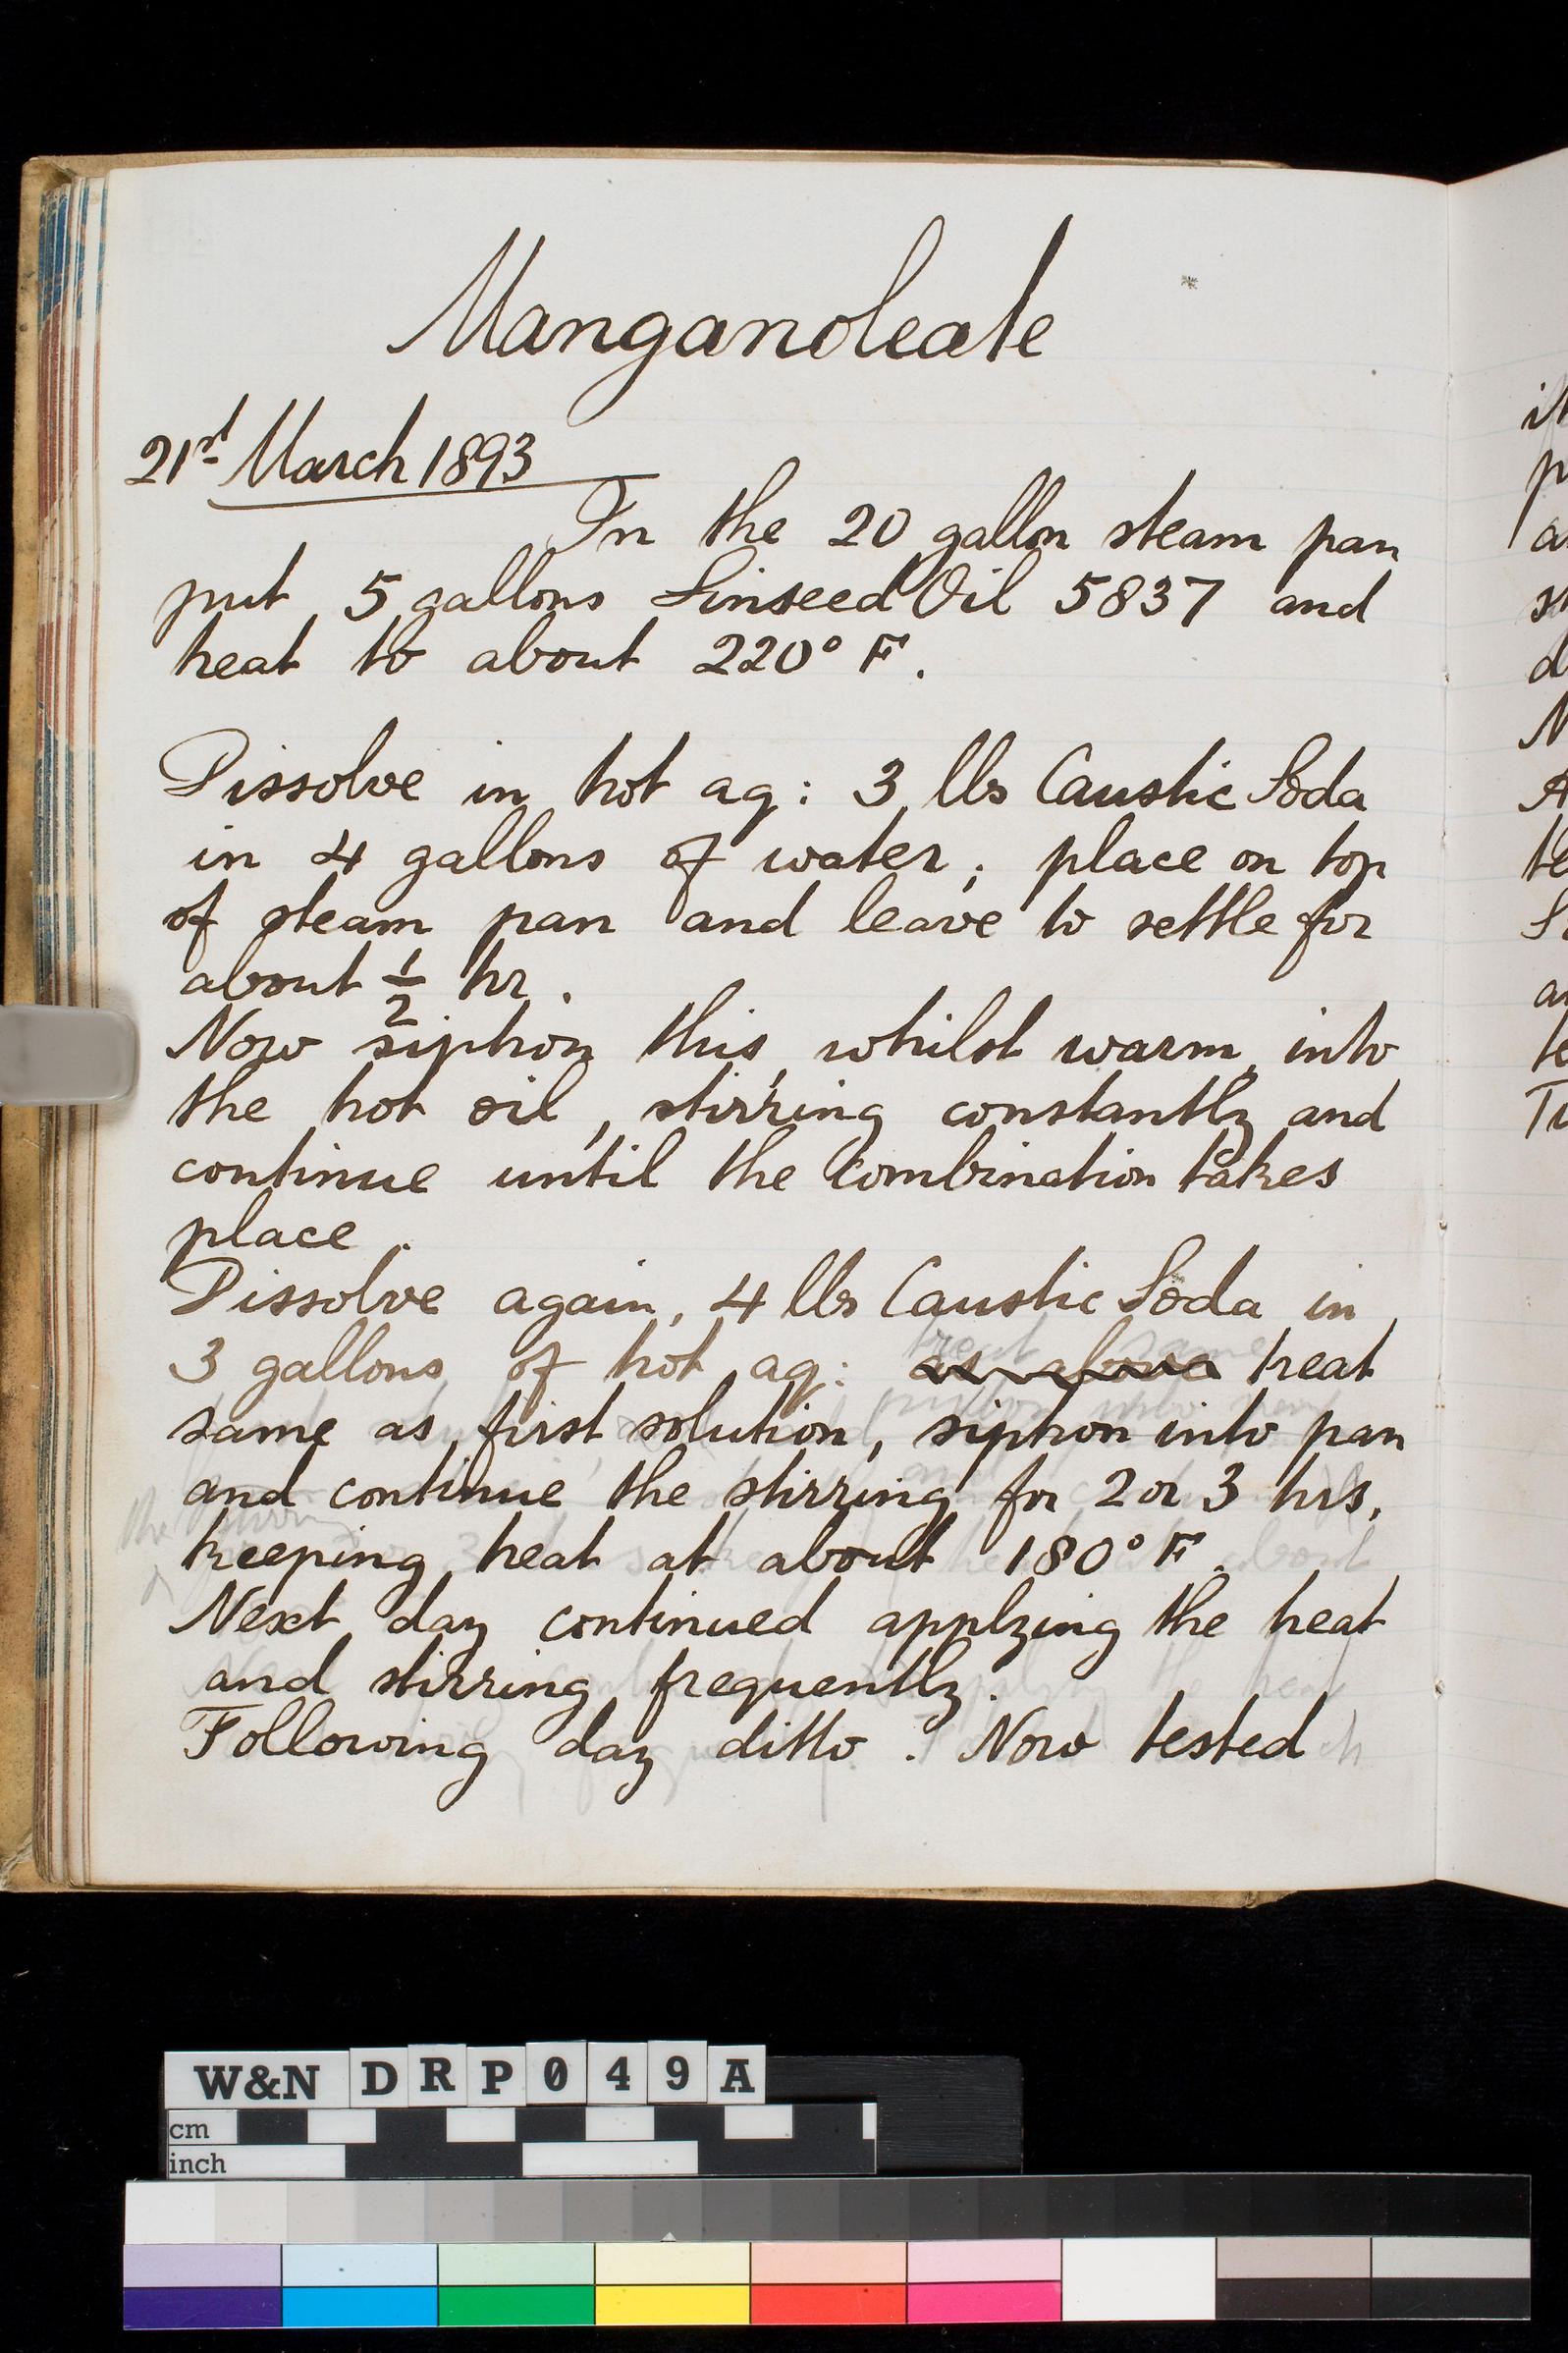 Manganoleate
21st March 1893
In the 20 gallon steam pan
put 5 gallons Linseed Oil 5837 and
heat to about 220° F.
Dissolve in hot aq: 3 lbs Caustic Soda
in 4 gallons of water; place on top
of steam pan and leave to settle for
about 1/2 hr.
Now siphon this, whilst warm, into
the hot oil, stirring constantly and
continue until the combination takes
place.
Dissolve again, 4 lbs Caustic Soda in
3 gallons of hot aq: as above treat
same as first solution, siphon into pan
and continue the stirring for 2 or 3 hrs,
keeping heat at about 180° F.
Next day continued applying the heat
and stirring frequently.
Following day ditto. Now tested
W&N DRP049A
cm
inch